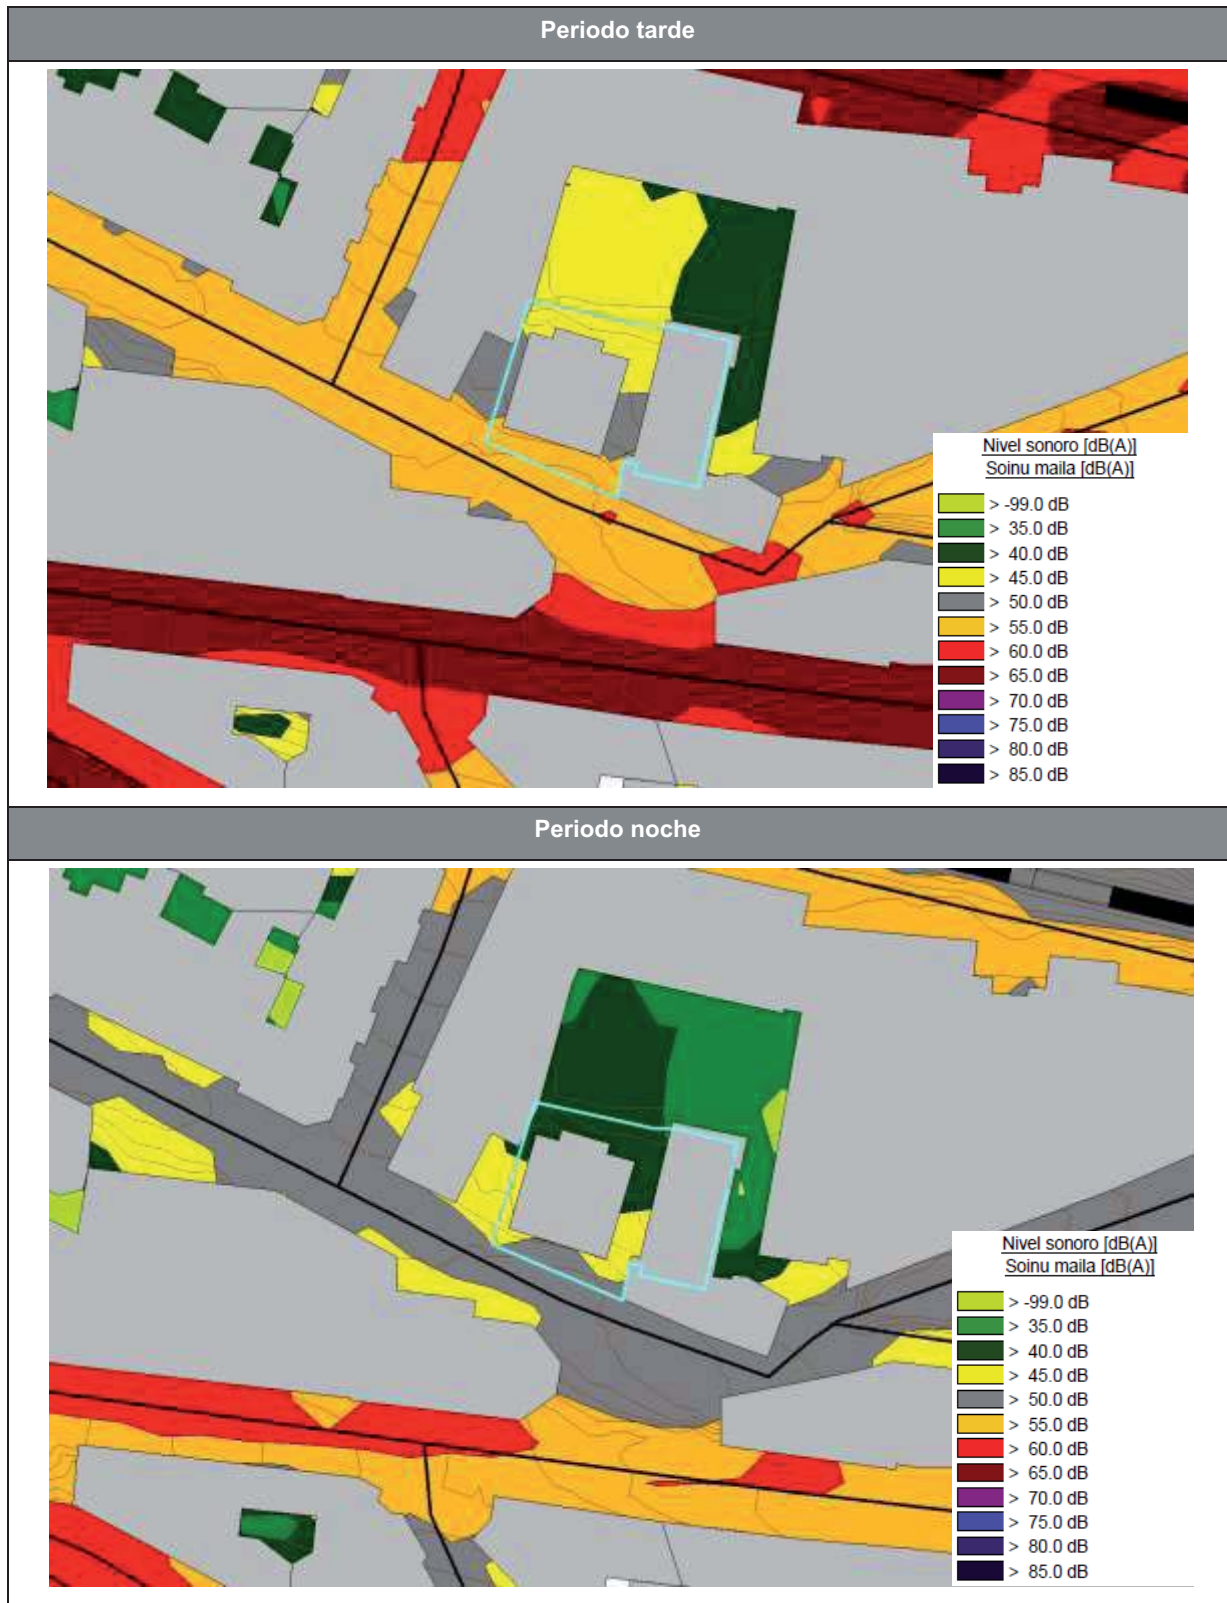 Periodo tarde
Nivel sonoro [dB(A)]
Soinu maila [dB(A)]
> -99.0 dB
> 35.0 dB
> 40.0 dB
> 45.0 dB
> 50.0 dB
> 55.0 dB
> 60.0 dB
> 65.0 dB
> 70.0 dB
> 75.0 dB
> 80.0 dB
> 85.0 dB
Periodo noche
Nivel sonoro [dB(A)]
Soinu maila [dB(A)]
> -99.0 dB
> 35.0 dB
> 40.0 dB
> 45.0 dB
> 50.0 dB
> 55.0 dB
> 60.0 dB
> 65.0 dB
> 70.0 dB
> 75.0 dB
> 80.0 dB
> 85.0 dB